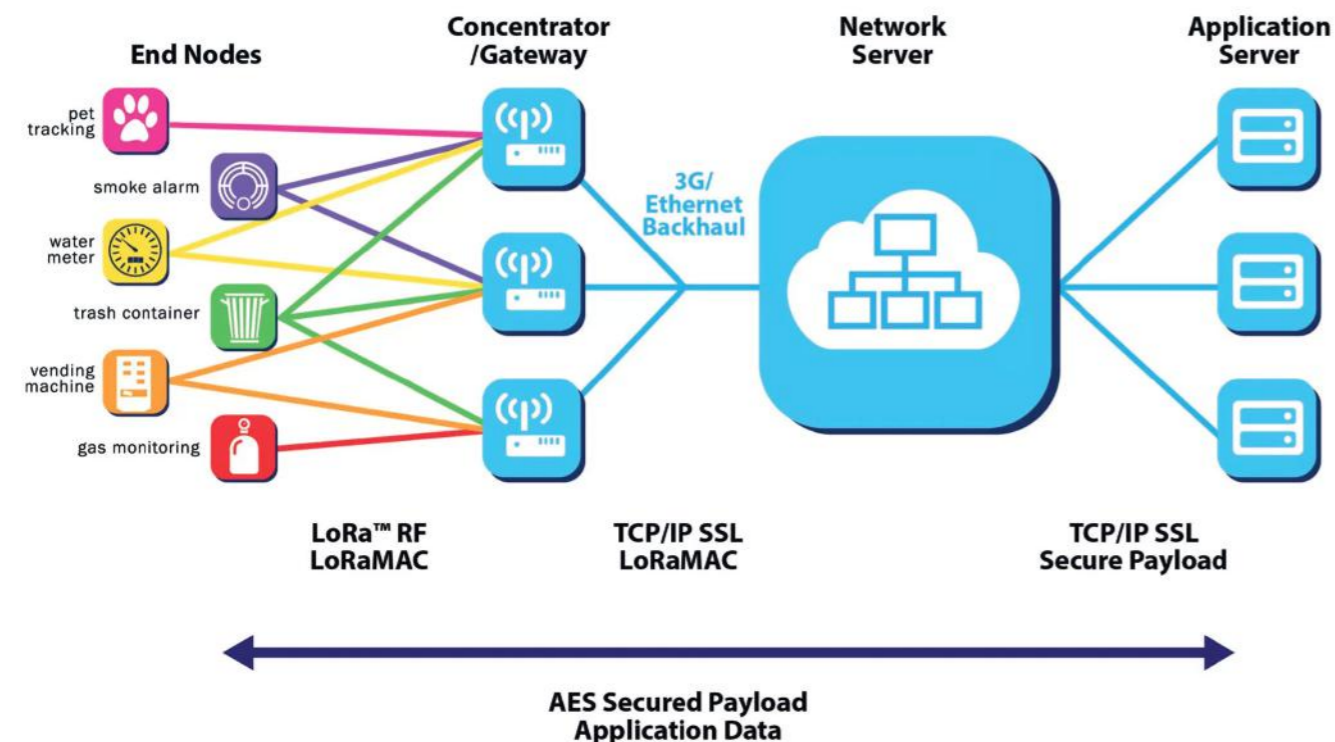 End Nodes
Concentrator
/Gateway
Network
Server
Application
Server
pet
tracking
smoke alarm
water
meter
trash container
vending
machine
gas monitoring
3G/
Ethernet
Backhaul
LoRa™ RF
LoRaMAC
TCP/IP SSL
LoRaMAC
TCP/IP SSL
Secure Payload
AES Secured Payload
Application Data